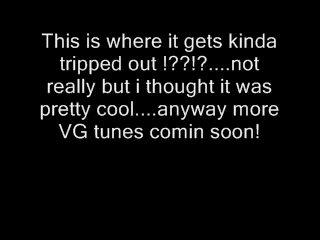 This is where it gets kinda
tripped out !??!?....not
really but i thought it was
pretty cool....anyway more
VG tunes comin soon!